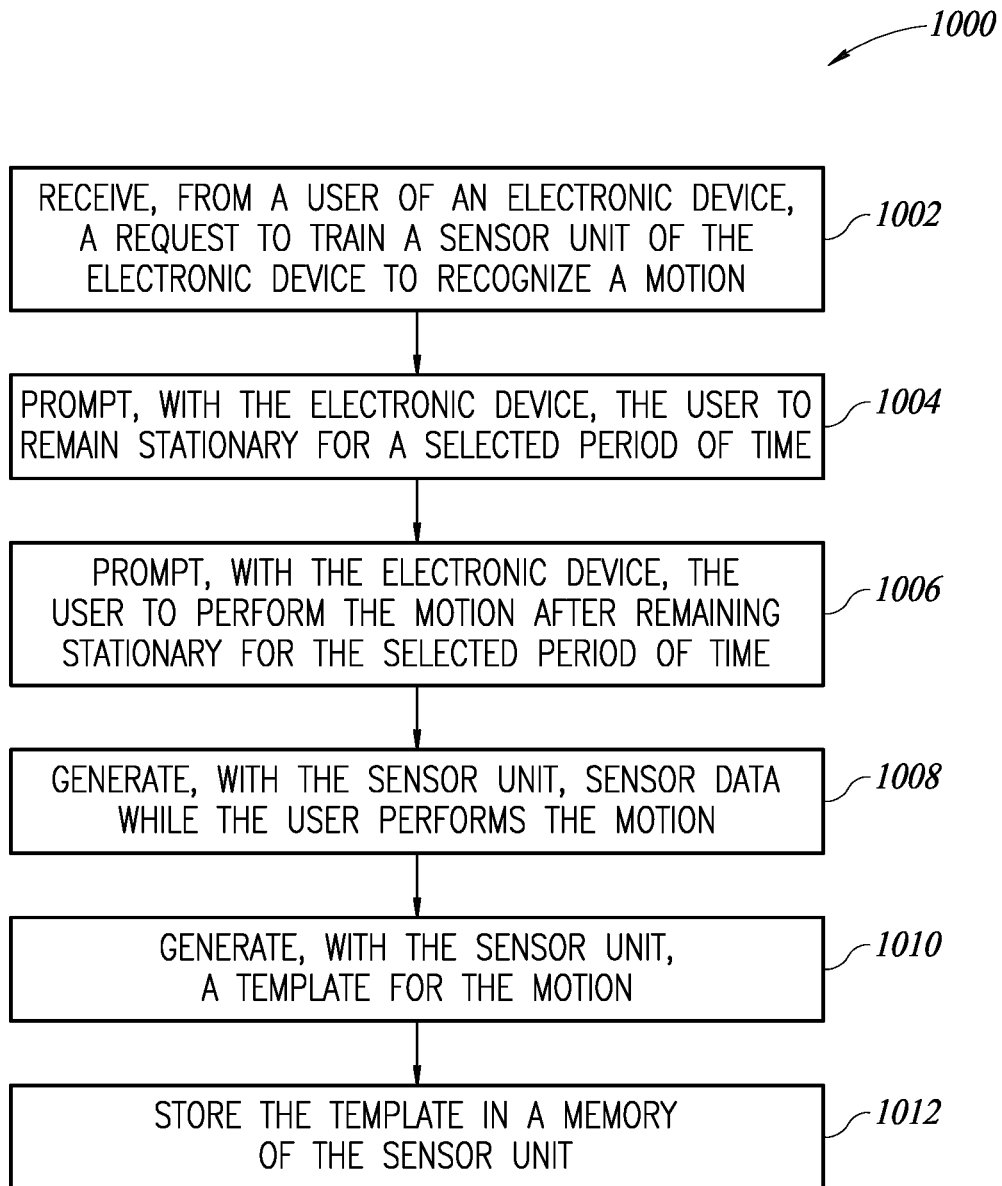 1000
RECEIVE, FROM A USER OF AN ELECTRONIC DEVICE,
A REQUEST TO TRAIN A SENSOR UNIT OF THE
ELECTRONIC DEVICE TO RECOGNIZE A MOTION
1002
PROMPT, WITH THE ELECTRONIC DEVICE, THE USER TO
REMAIN STATIONARY FOR A SELECTED PERIOD OF TIME
1004
PROMPT, WITH THE ELECTRONIC DEVICE, THE
USER TO PERFORM THE MOTION AFTER REMAINING
STATIONARY FOR THE SELECTED PERIOD OF TIME
1006
GENERATE, WITH THE SENSOR UNIT, SENSOR DATA
WHILE THE USER PERFORMS THE MOTION
1008
GENERATE, WITH THE SENSOR UNIT,
A TEMPLATE FOR THE MOTION
1010
STORE THE TEMPLATE IN A MEMORY
OF THE SENSOR UNIT
1012